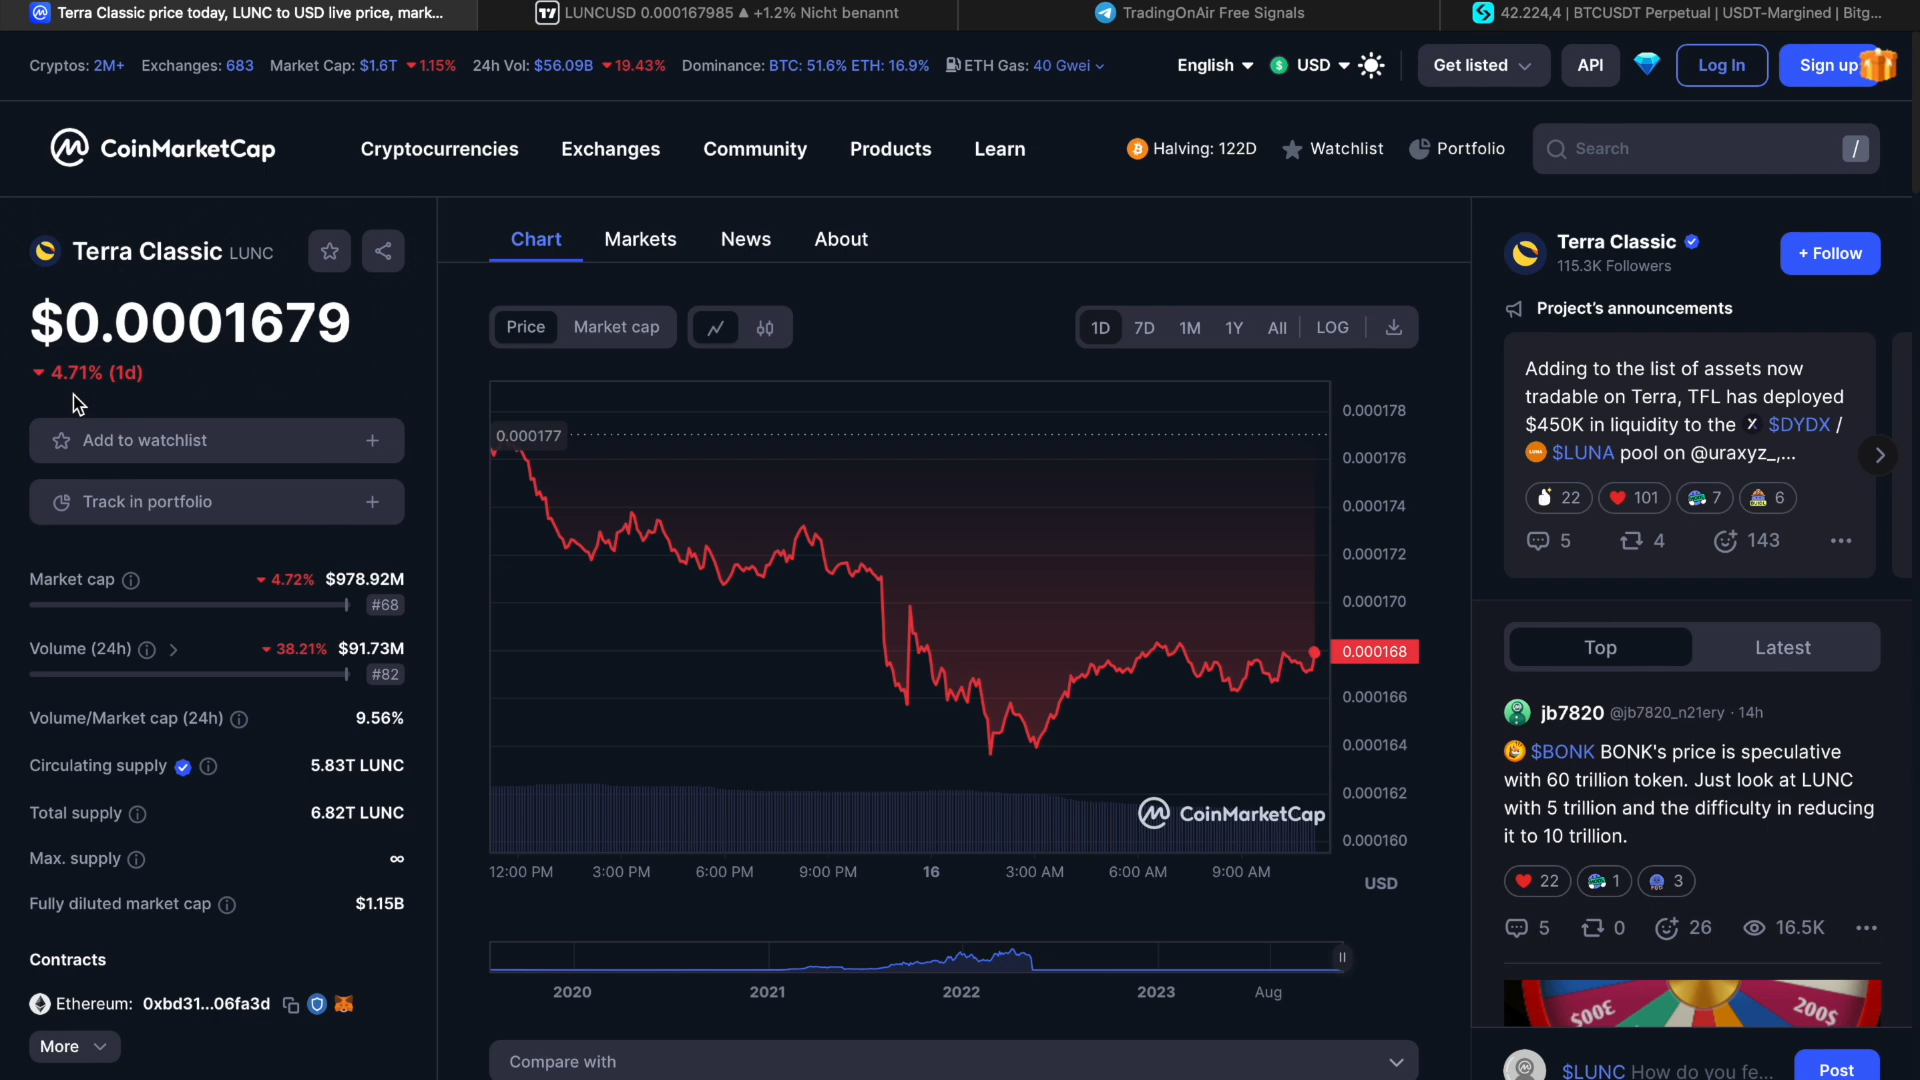 Terra Classic price today, LUNC to USD live price, mark...
LUNCUSD 0.000167985 ▲ +1.2% Nicht benannt
TradingOnAir Free Signals
42.224,4 | BTCUSDT Perpetual | USDT-Margined | Bitg...
Cryptos: 2M+ Exchanges: 683 Market Cap: $1.6T 1.15% 24h Vol: $56.09B 19.43% Dominance: BTC: 51.6% ETH: 16.9% ETH Gas: 40 Gwei
English USD Get listed API Log In Sign up
CoinMarketCap
Cryptocurrencies Exchanges Community Products Learn
Halving: 122D Watchlist Portfolio Search /
Terra Classic LUNC
$0.0001679
4.71% (1d)
Add to watchlist +
Track in portfolio +
Market cap 4.72% $978.92M
#68
Volume (24h) 38.21% $91.73M
#82
Volume/Market cap (24h) 9.56%
Circulating supply 5.83T LUNC
Total supply 6.82T LUNC
Max. supply ∞
Fully diluted market cap $1.15B
Contracts
Ethereum: 0xbd31...06fa3d
More
Chart Markets News About
Price Market cap
1D 7D 1M 1Y All LOG
0.000177
0.000178
0.000176
0.000174
0.000172
0.000170
0.000168
0.000166
0.000164
0.000162
0.000160
CoinMarketCap
12:00 PM 3:00 PM 6:00 PM 9:00 PM 16 3:00 AM 6:00 AM 9:00 AM
USD
2020 2021 2022 2023 Aug
Compare with
Terra Classic
115.3K Followers
+ Follow
Project's announcements
Adding to the list of assets now
tradable on Terra, TFL has deployed
$450K in liquidity to the $DYDX /
$LUNA pool on @uraxyz_,...
22 101 7 6
5 4 143 ...
Top Latest
jb7820 @jb7820_n21ery · 14h
$BONK BONK's price is speculative
with 60 trillion token. Just look at LUNC
with 5 trillion and the difficulty in reducing
it to 10 trillion.
22 1 3
5 0 26 16.5K ...
300$ 200$
$LUNC How do you fe...
Post